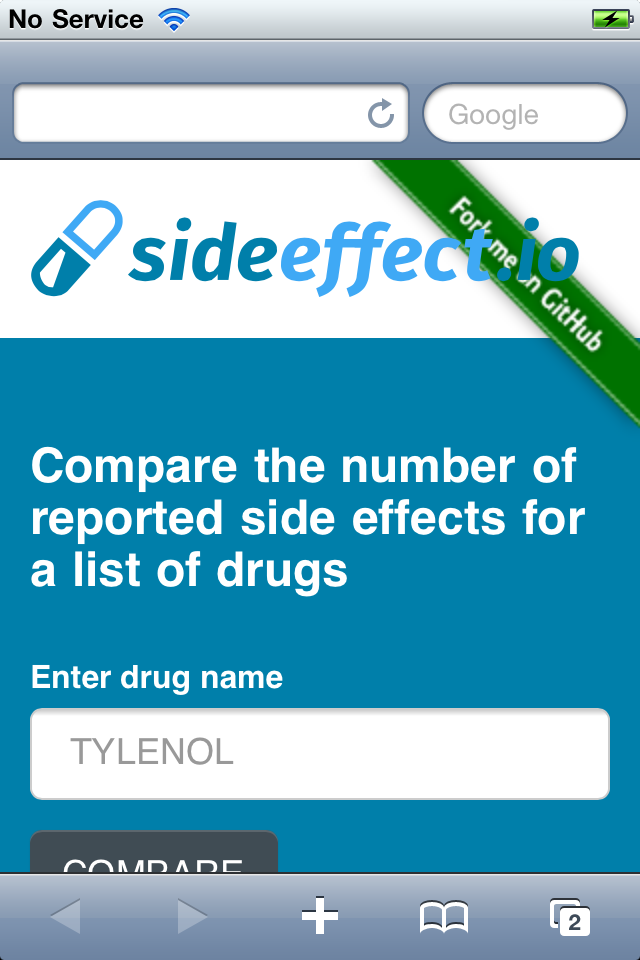 No Service
Google
Fork me on GitHub
sideeffect.io
Compare the number of
reported side effects for
a list of drugs
Enter drug name
TYLENOL
COMPARE
2